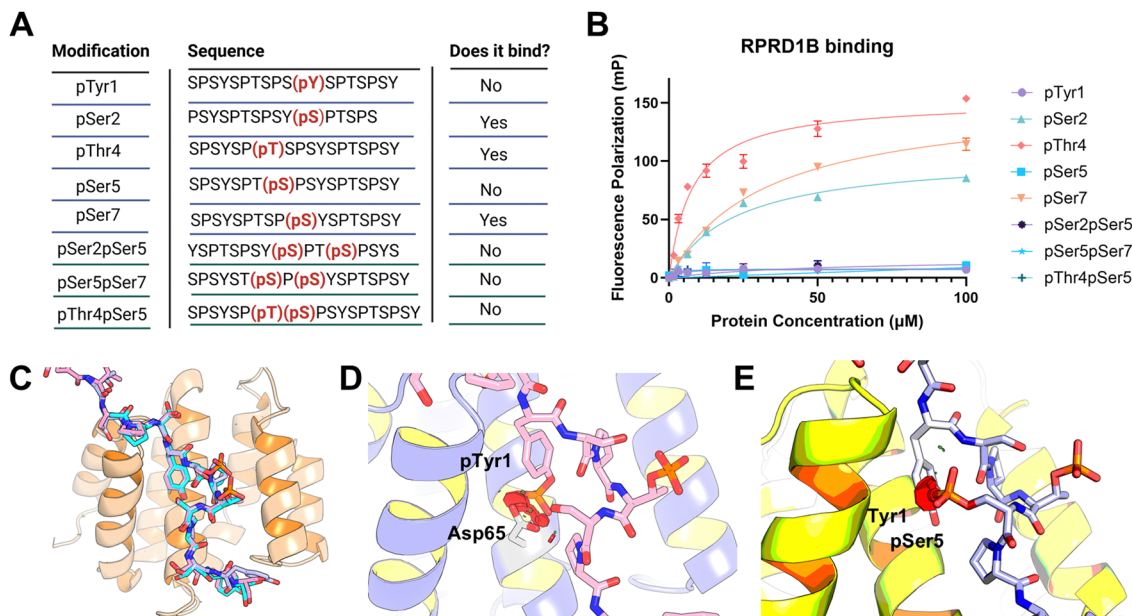 A
Modification Sequence Does it bind?
pTyr1 SPSYSPTSPS(pY)SPTSPSY No
pSer2 PSYSPTSPSY(pS)PTSPS Yes
pThr4 SPSYSP(pT)SPSYSPTSPSY Yes
pSer5 SPSYSPT(pS)PSYSPTSPSY No
pSer7 SPSYSPTSP(pS)YSPTSPSY Yes
pSer2pSer5 YSPTSPSY(pS)PT(pS)PSYS No
pSer5pSer7 SPSYST(pS)P(pS)YSPTSPSY No
pThr4pSer5 SPSYSP(pT)(pS)PSYSPTSPSY No
B
RPRD1B binding
Fluorescence Polarization (mP)
150
100
50
0
0 50 100
Protein Concentration (µM)
pTyr1
pSer2
pThr4
pSer5
pSer7
pSer2pSer5
pSer5pSer7
pThr4pSer5
C
D
pTyr1
Asp65
E
Tyr1
pSer5